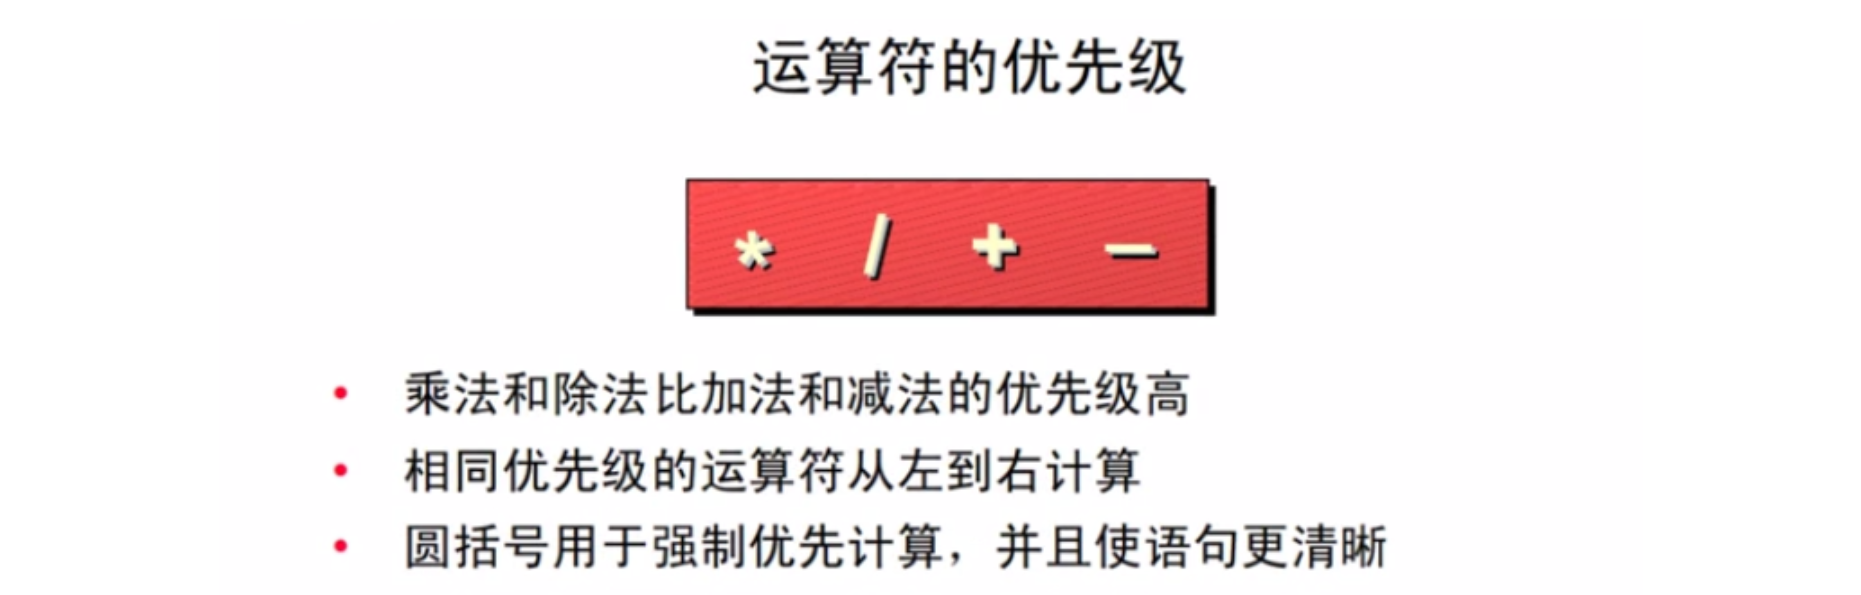 运算符的优先级
* / + −
• 乘法和除法比加法和减法的优先级高
• 相同优先级的运算符从左到右计算
• 圆括号用于强制优先计算，并且使语句更清晰